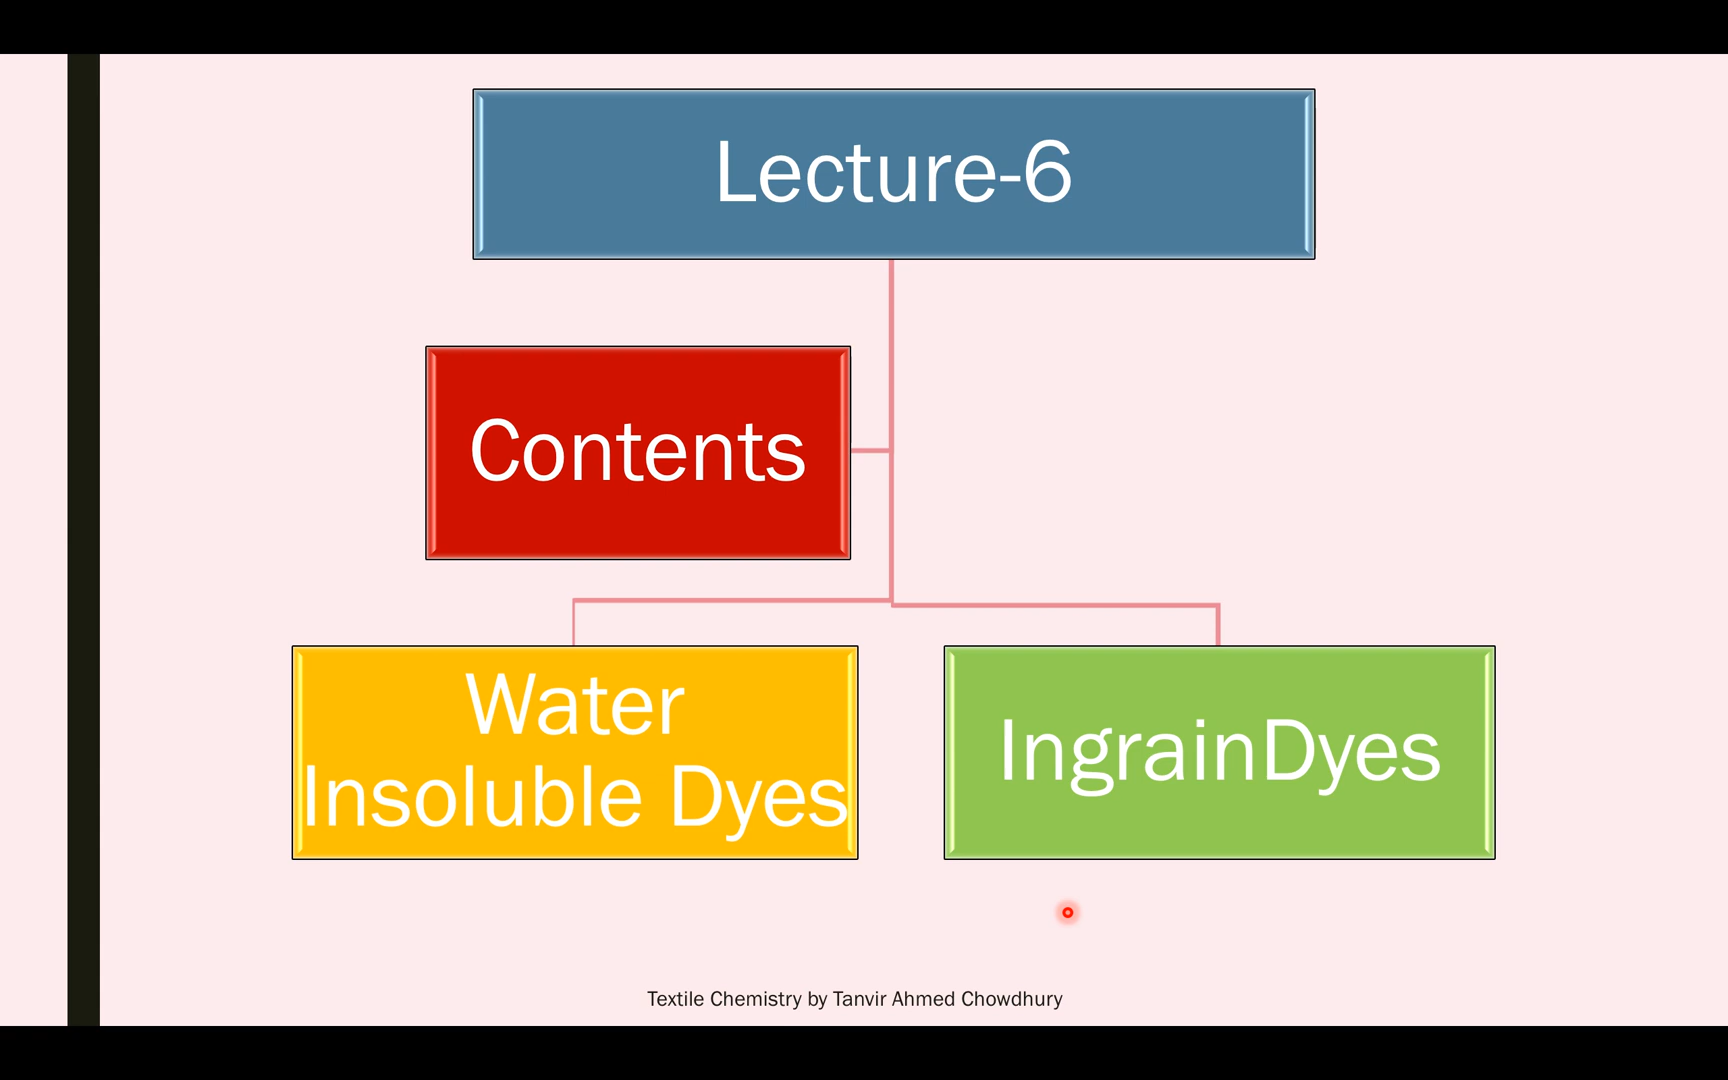 Lecture-6
Contents
Water
Insoluble Dyes
IngrainDyes
Textile Chemistry by Tanvir Ahmed Chowdhury